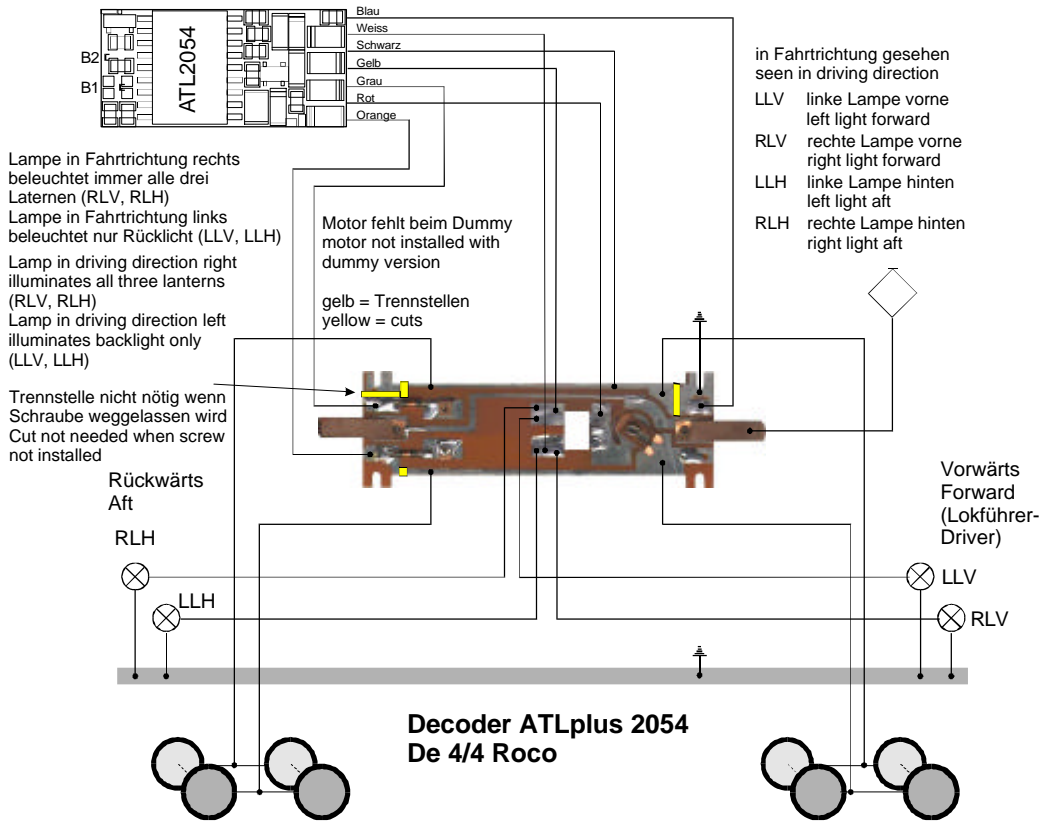 Blau
Weiss
Schwarz
Gelb
Grau
Rot
Orange
B2
B1
ATL2054
in Fahrtrichtung gesehen
seen in driving direction
LLV linke Lampe vorne
left light forward
RLV rechte Lampe vorne
right light forward
LLH linke Lampe hinten
left light aft
RLH rechte Lampe hinten
right light aft
Lampe in Fahrtrichtung rechts
beleuchtet immer alle drei
Laternen (RLV, RLH)
Lampe in Fahrtrichtung links
beleuchtet nur Rücklicht (LLV, LLH)
Lamp in driving direction right
illuminates all three lanterns
(RLV, RLH)
Lamp in driving direction left
illuminates backlight only
(LLV, LLH)
Trennstelle nicht nötig wenn
Schraube weggelassen wird
Cut not needed when screw
not installed
Motor fehlt beim Dummy
motor not installed with
dummy version
gelb = Trennstellen
yellow = cuts
Rückwärts
Aft
RLH
LLH
Vorwärts
Forward
(Lokführer-
Driver)
LLV
RLV
Decoder ATLplus 2054
De 4/4 Roco